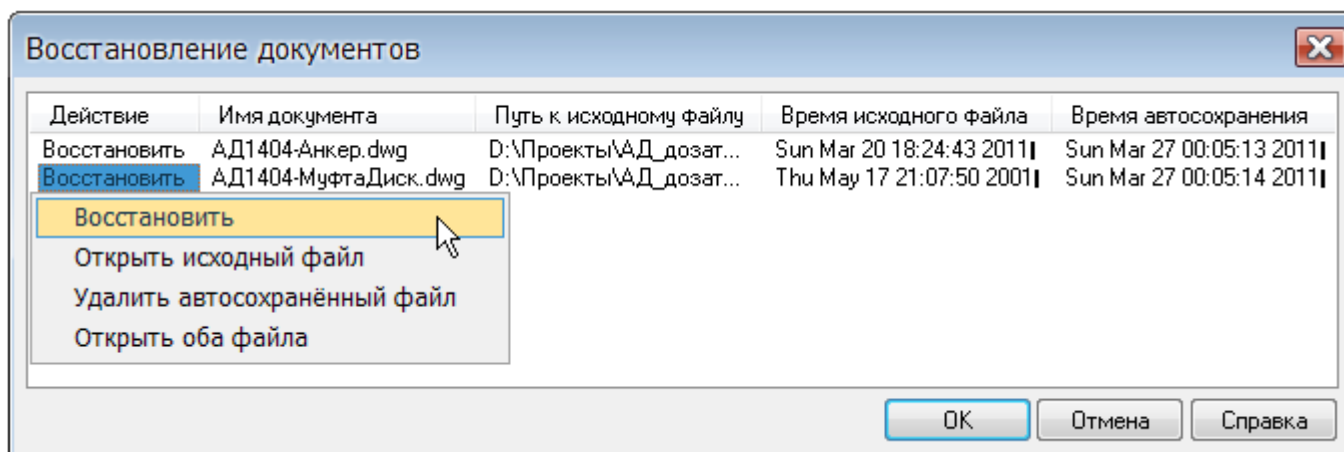 Восстановление документов
Действие Имя документа Путь к исходному файлу Время исходного файла Время автосохранения
Восстановить АД1404-Анкер.dwg D:\Проекты\АД_дозат... Sun Mar 20 18:24:43 2011 Sun Mar 27 00:05:13 2011
Восстановить АД1404-МуфтаДиск.dwg D:\Проекты\АД_дозат... Thu May 17 21:07:50 2001 Sun Mar 27 00:05:14 2011
Восстановить
Открыть исходный файл
Удалить автосохранённый файл
Открыть оба файла
OK Отмена Справка